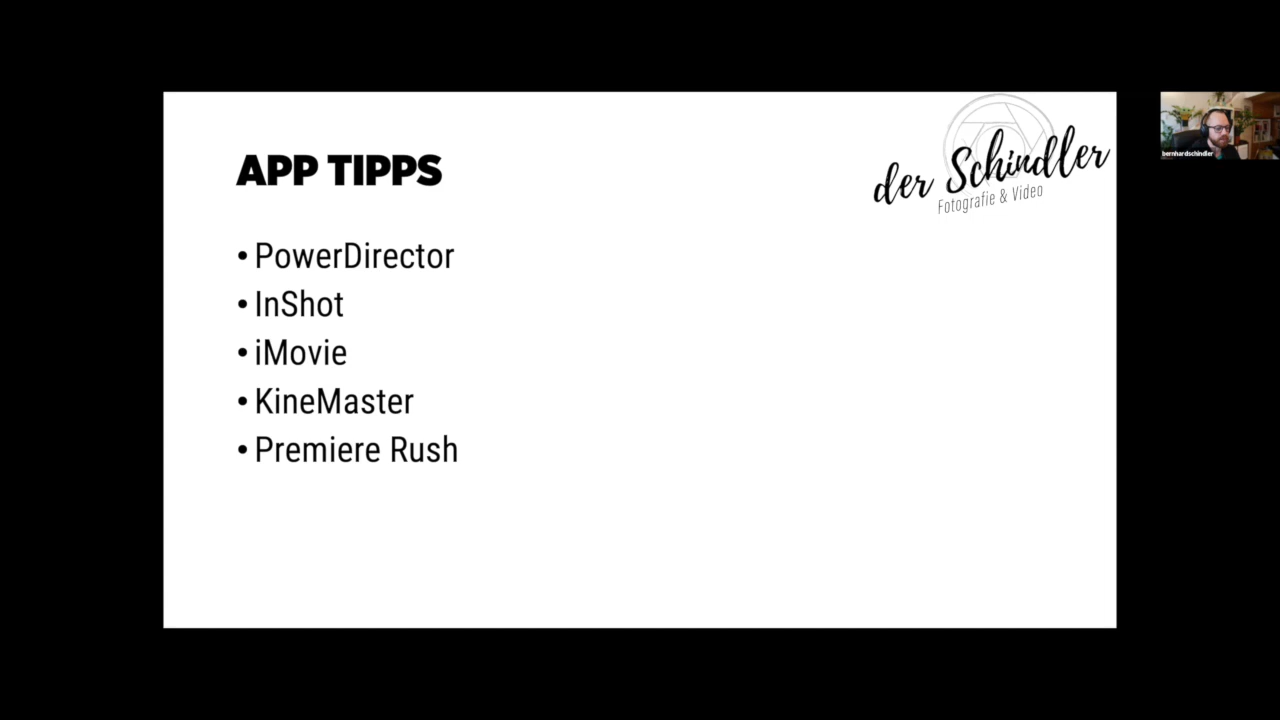 APP TIPPS
der Schindler
Fotografie & Video
• PowerDirector
• InShot
• iMovie
• KineMaster
• Premiere Rush
bernhardschindler